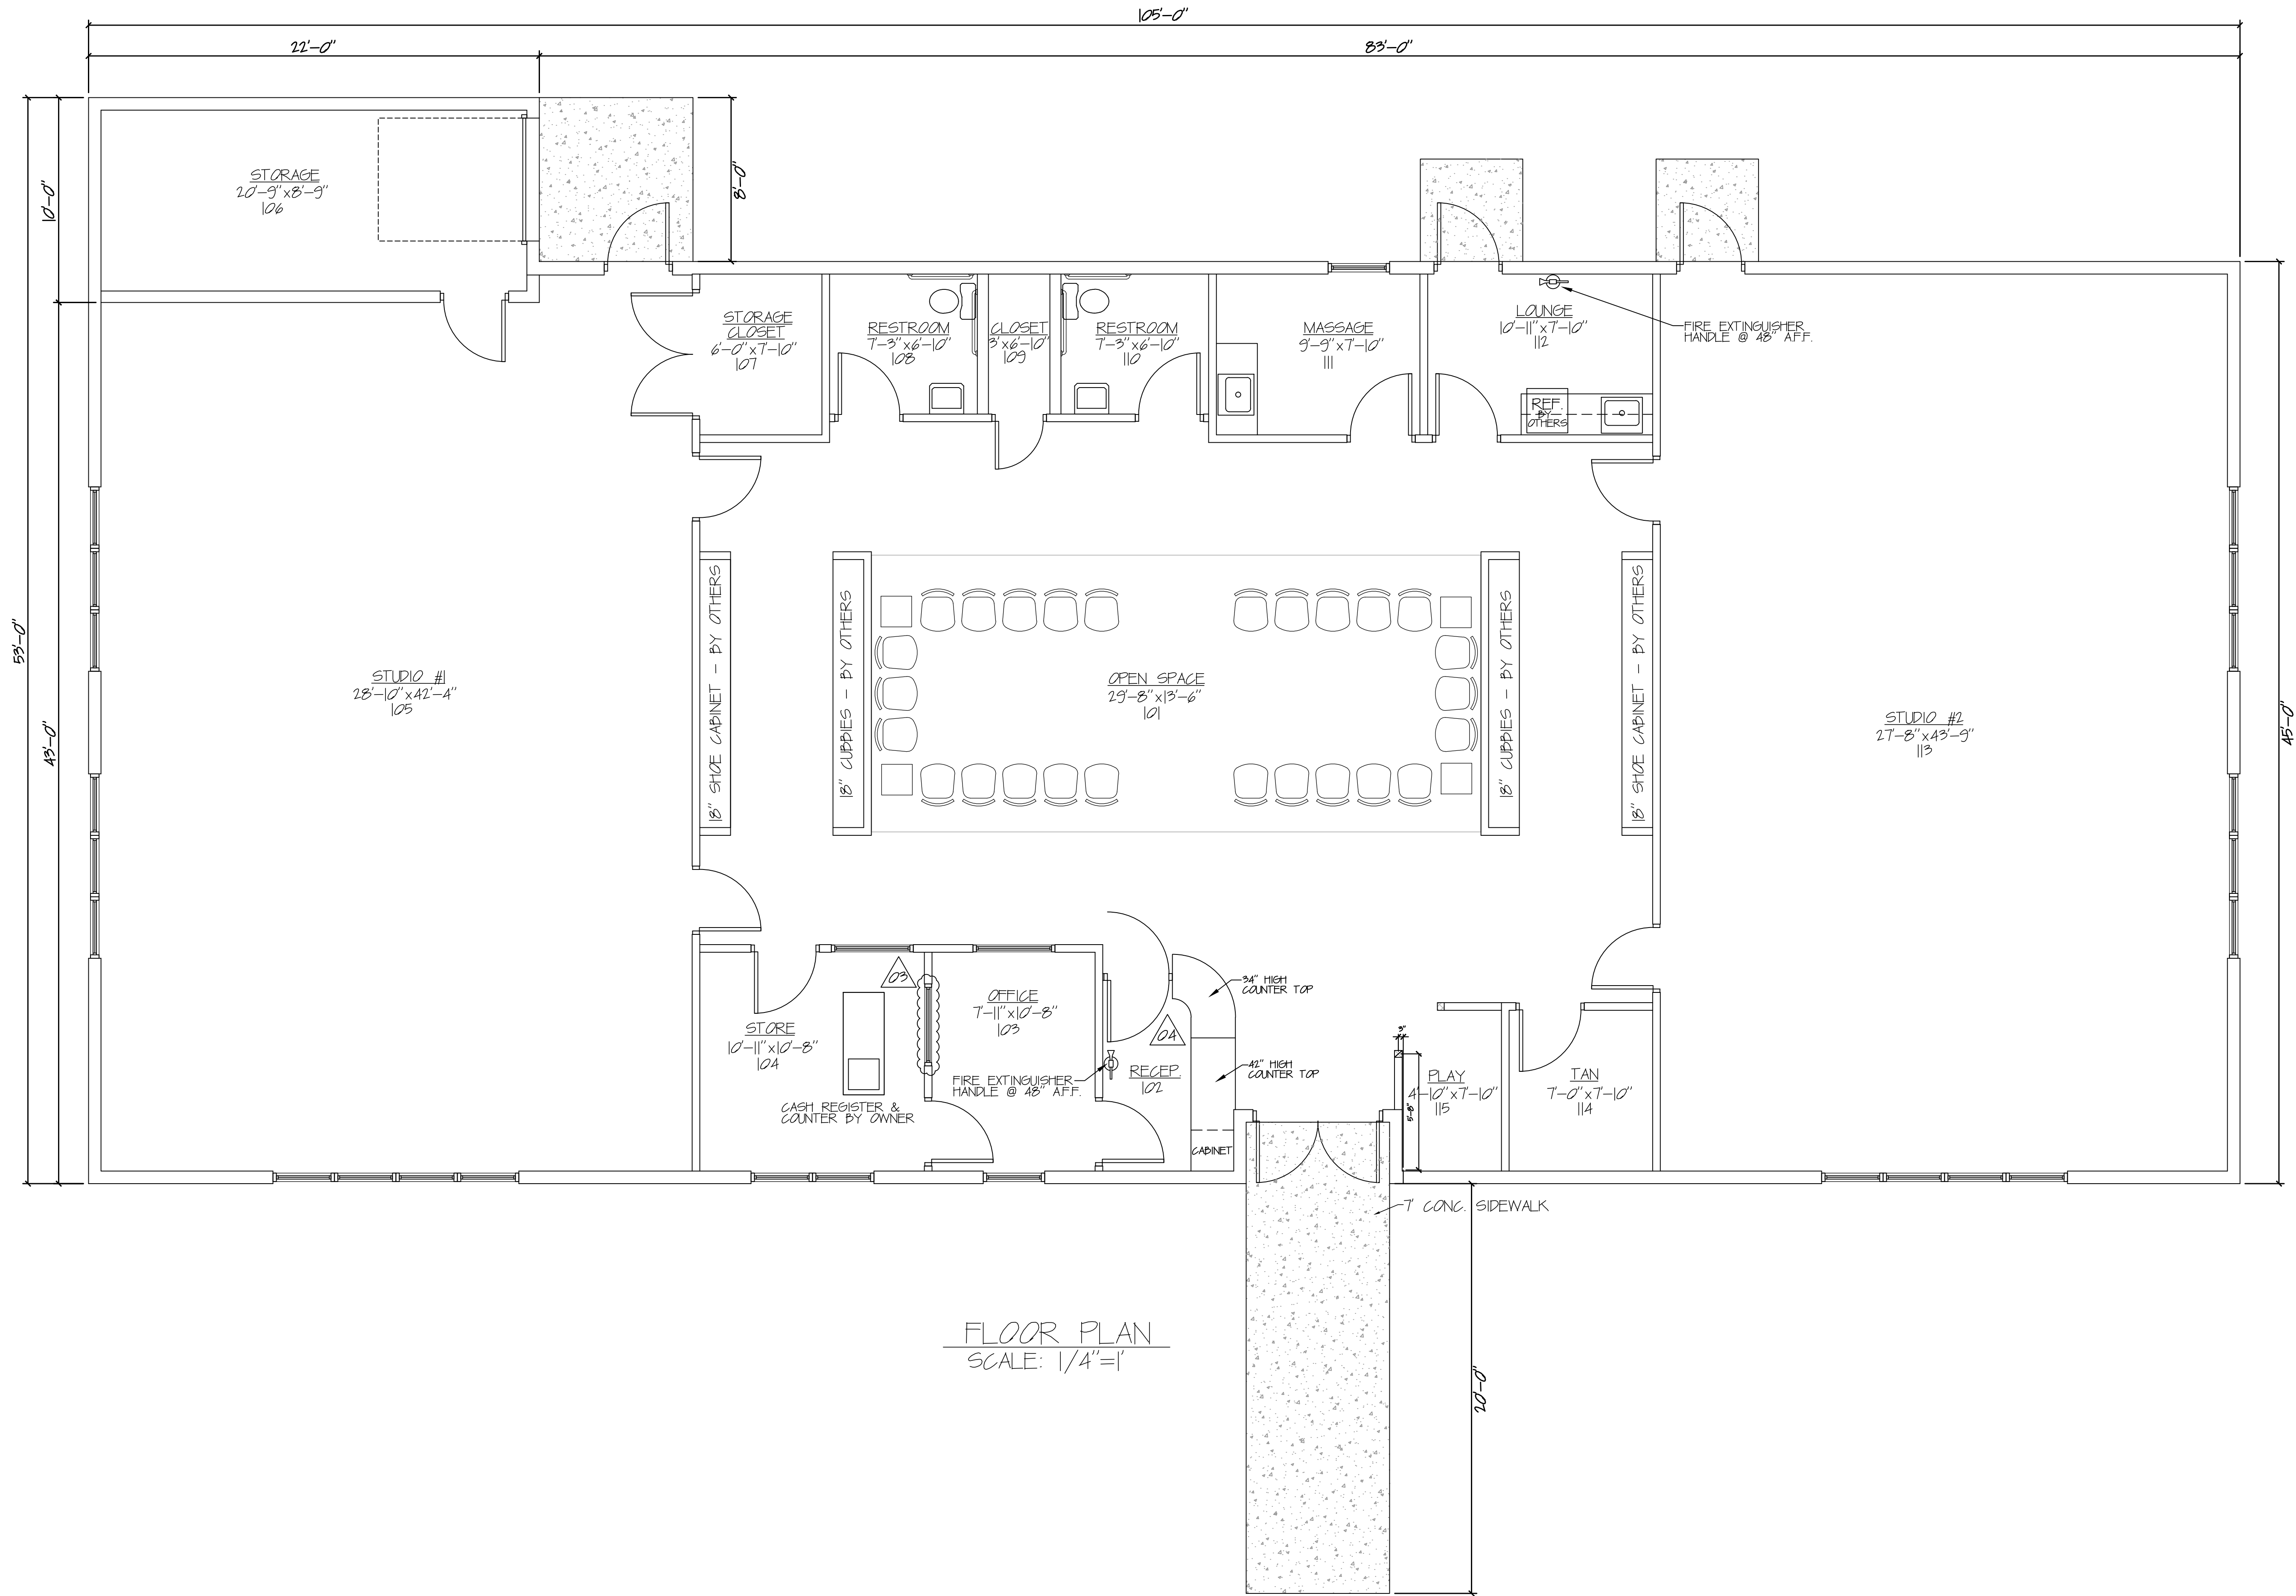 105'-0"
22'-0"
83'-0"
10'-0"
8'-0"
53'-0"
43'-0"
45'-0"
STORAGE
20'-9"x8'-9"
106
STORAGE
CLOSET
6'-0"x7'-10"
107
RESTROOM
7'-3"x6'-10"
108
CLOSET
3'x6'-10"
109
RESTROOM
7'-3"x6'-10"
110
MASSAGE
9'-9"x7'-10"
111
LOUNGE
10'-11"x7'-10"
112
FIRE EXTINGUISHER
HANDLE @ 48" A.F.F.
REF.
BY
OTHERS
STUDIO #1
28'-10"x42'-4"
105
18" SHOE CABINET - BY OTHERS
18" CUBBIES - BY OTHERS
OPEN SPACE
29'-8"x13'-6"
101
18" CUBBIES - BY OTHERS
18" SHOE CABINET - BY OTHERS
STUDIO #2
27'-8"x43'-9"
113
03
STORE
10'-11"x10'-8"
104
CASH REGISTER &
COUNTER BY OWNER
OFFICE
7'-11"x10'-8"
103
FIRE EXTINGUISHER
HANDLE @ 48" A.F.F.
04
RECEP.
102
34" HIGH
COUNTER TOP
42" HIGH
COUNTER TOP
CABINET
3"
5'-8"
PLAY
4'-10"x7'-10"
115
TAN
7'-0"x7'-10"
114
7' CONC. SIDEWALK
20'-0"
FLOOR PLAN
SCALE: 1/4"=1'